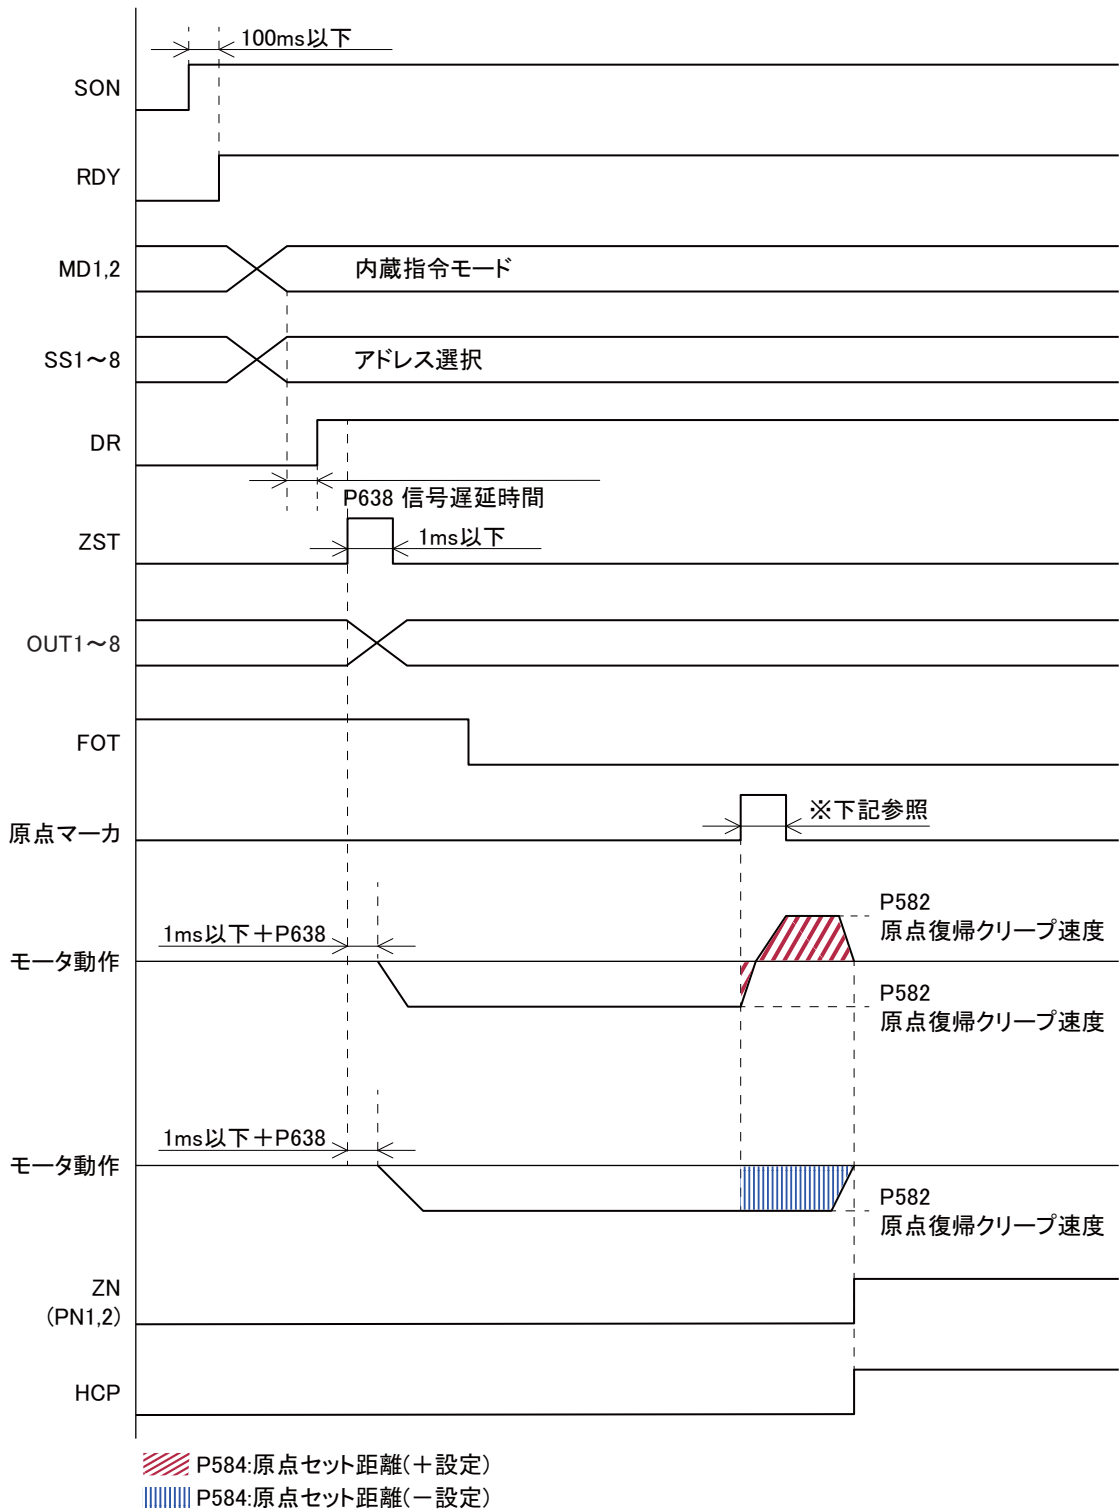 100ms以下
SON
RDY
MD1,2
内蔵指令モード
SS1～8
アドレス選択
DR
P638 信号遅延時間
ZST
1ms以下
OUT1～8
FOT
原点マーカ
※下記参照
P582
原点復帰クリープ速度
1ms以下＋P638
モータ動作
P582
原点復帰クリープ速度
1ms以下＋P638
モータ動作
P582
原点復帰クリープ速度
ZN
(PN1,2)
HCP
P584:原点セット距離(＋設定)
P584:原点セット距離(－設定)